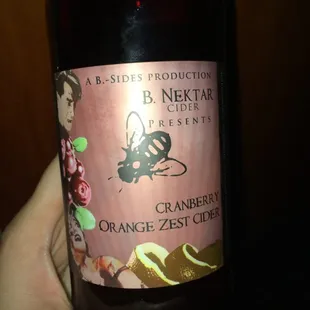 A B.-SIDES PRODUCTION
B. NEKTAR
CIDER
PRESENTS
CRANBERRY
ORANGE ZEST CIDER